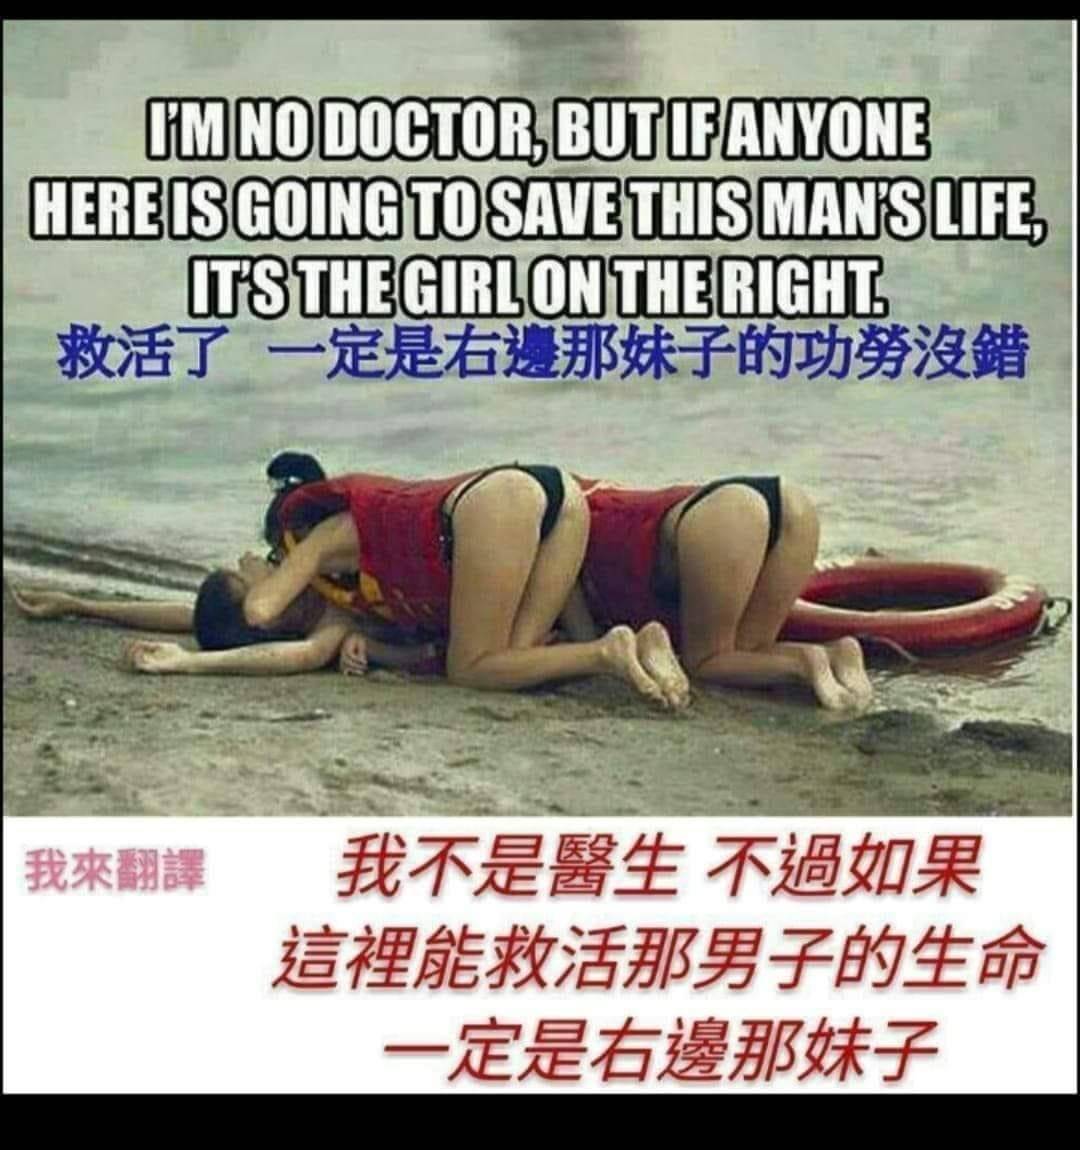 I'M NO DOCTOR, BUT IF ANYONE
HERE IS GOING TO SAVE THIS MAN'S LIFE,
IT'S THE GIRL ON THE RIGHT.
救活了 一定是右邊那妹子的功勞沒錯
我來翻譯
我不是醫生 不過如果
這裡能救活那男子的生命
一定是右邊那妹子